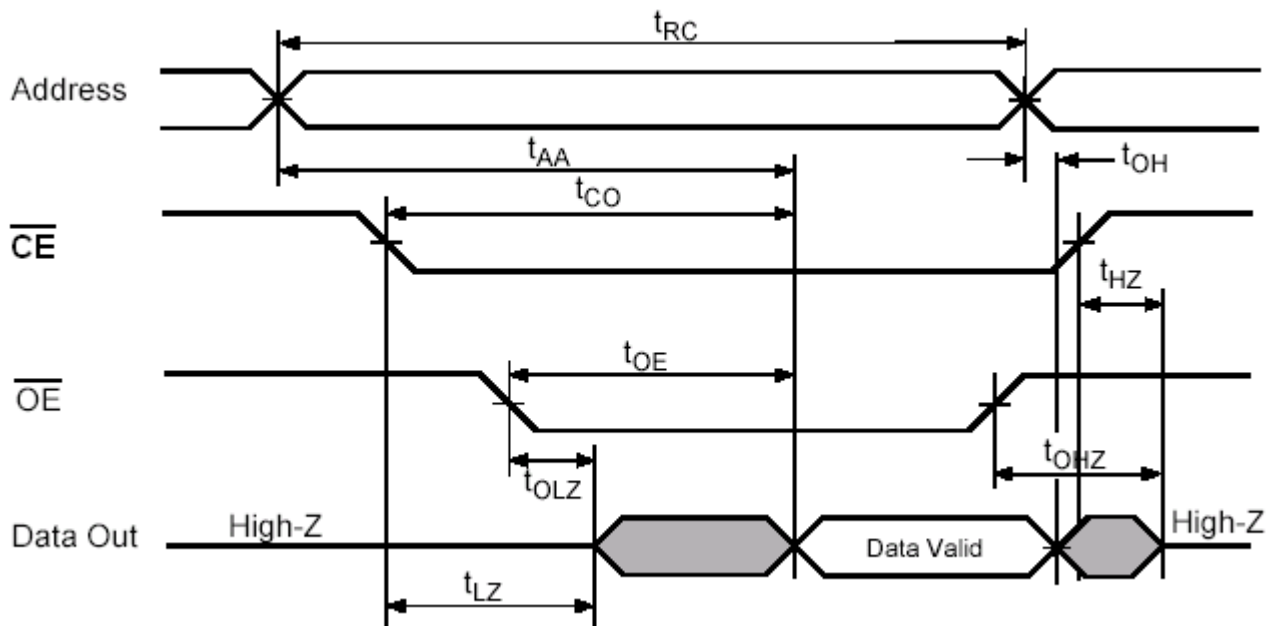 tRC
Address
tAA
tOH
tCO
CE
tHZ
tOE
OE
tOLZ
tOHZ
Data Out
High-Z
Data Valid
High-Z
tLZ